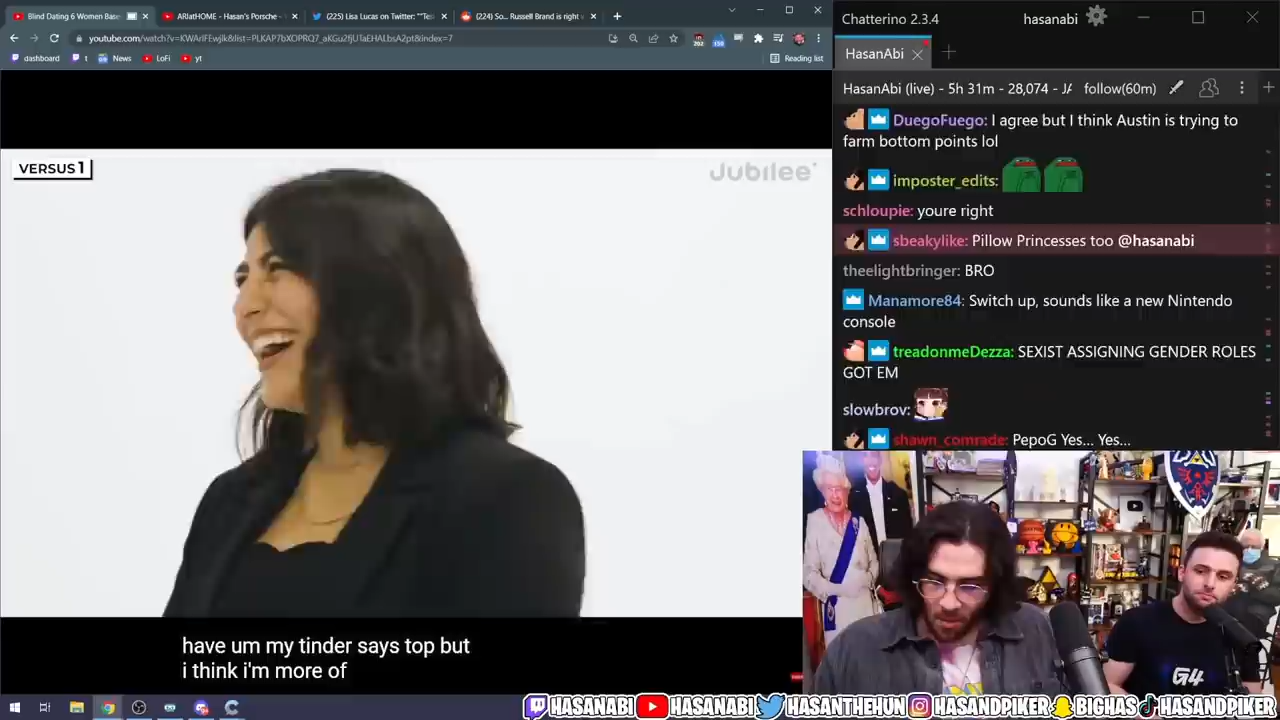 Blind Dating 6 Women Base
ARIatHOME - Hasan's Porsche -
(225) Lisa Lucas on Twitter: "
(224) So... Russell Brand is right
youtube.com/watch?v=KWAriFEwjik&list=PLKAP7bXOPRQ7_aKGu2fjUTaEHALbsA2pt&index=7
dashboard
t
News
LoFi
yt
Reading list
VERSUS 1
Jubilee
have um my tinder says top but
i think i'm more of
Chatterino 2.3.4
hasanabi
HasanAbi
HasanAbi (live) - 5h 31m - 28,074 - JA
follow(60m)
DuegoFuego: I agree but I think Austin is trying to
farm bottom points lol
imposter_edits:
schloupie: youre right
sbeakylike: Pillow Princesses too @hasanabi
theelightbringer: BRO
Manamore84: Switch up, sounds like a new Nintendo
console
treadonmeDezza: SEXIST ASSIGNING GENDER ROLES
GOT EM
slowbrov:
shawn_comrade: PepoG Yes... Yes...
G4
HASANABI
HASANABI
HASANTHEHUN
HASANDPIKER
BIGHAS
HASANDPIKER